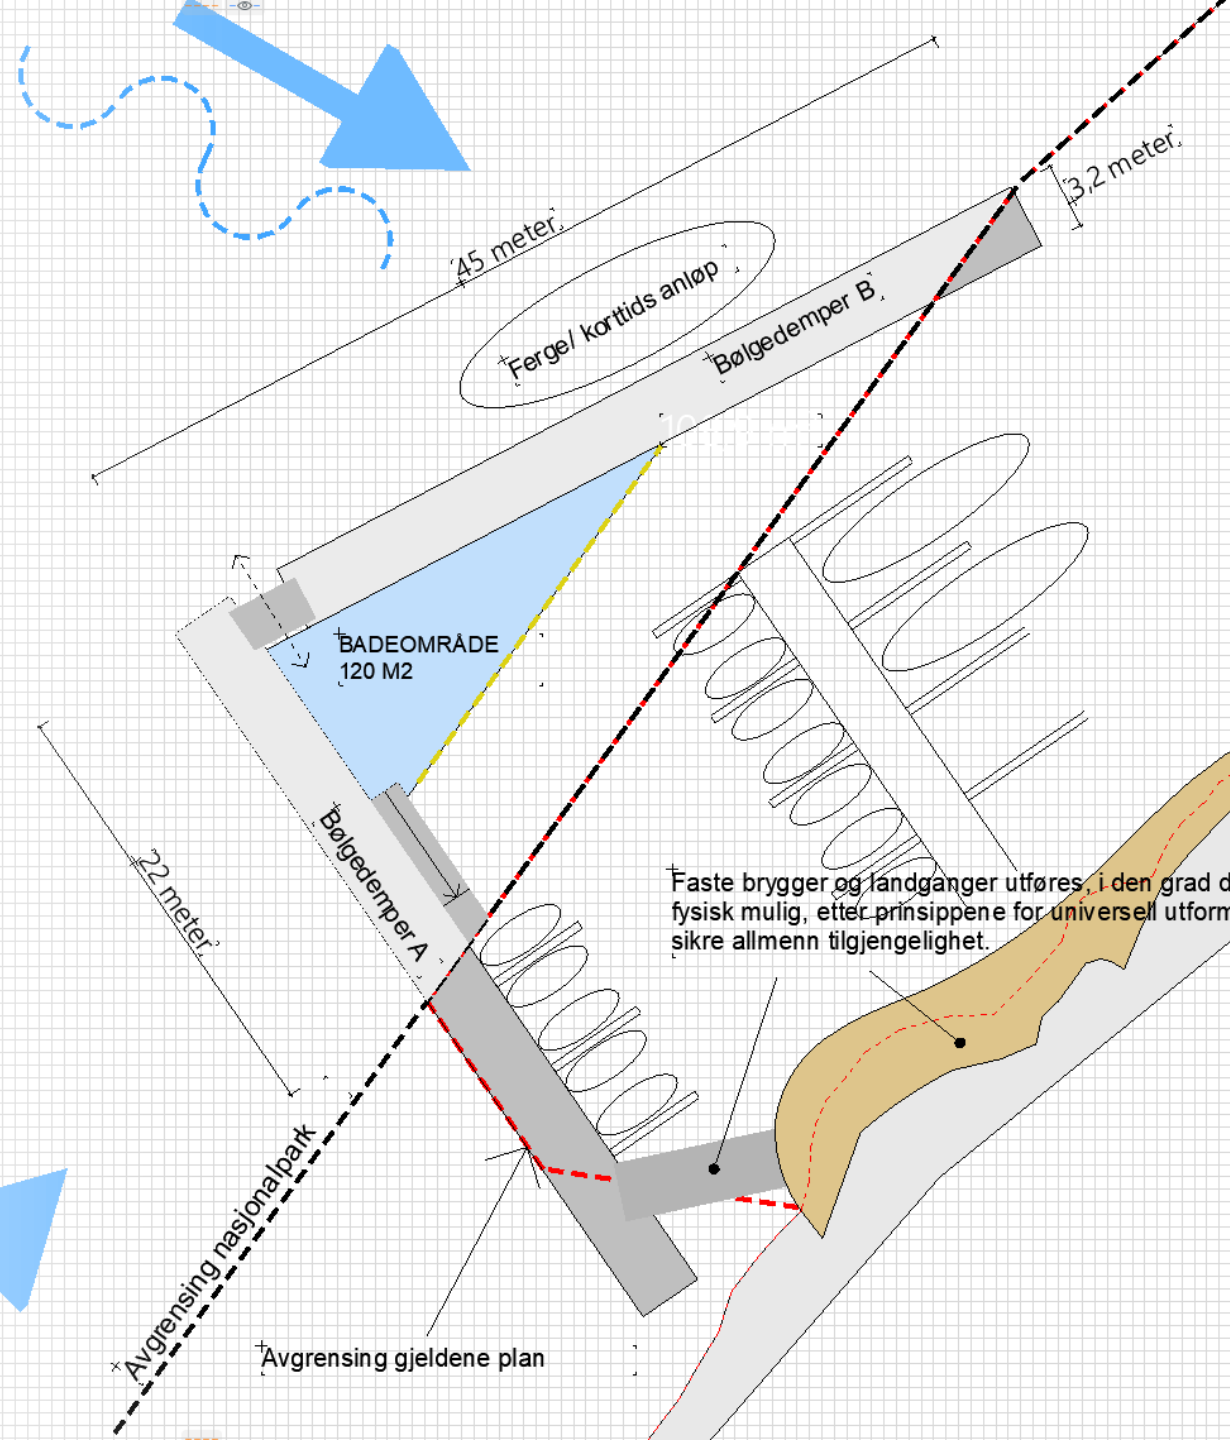 3,2 meter
45 meter
Ferge/ korttids anløp
Bølgedemper B
BADEOMRÅDE
120 M2
Bølgedemper A
22 meter
Faste brygger og landganger utføres, i den grad d
fysisk mulig, etter prinsippene for universell utform
sikre allmenn tilgjengelighet.
Avgrensing nasjonalpark
Avgrensing gjeldene plan